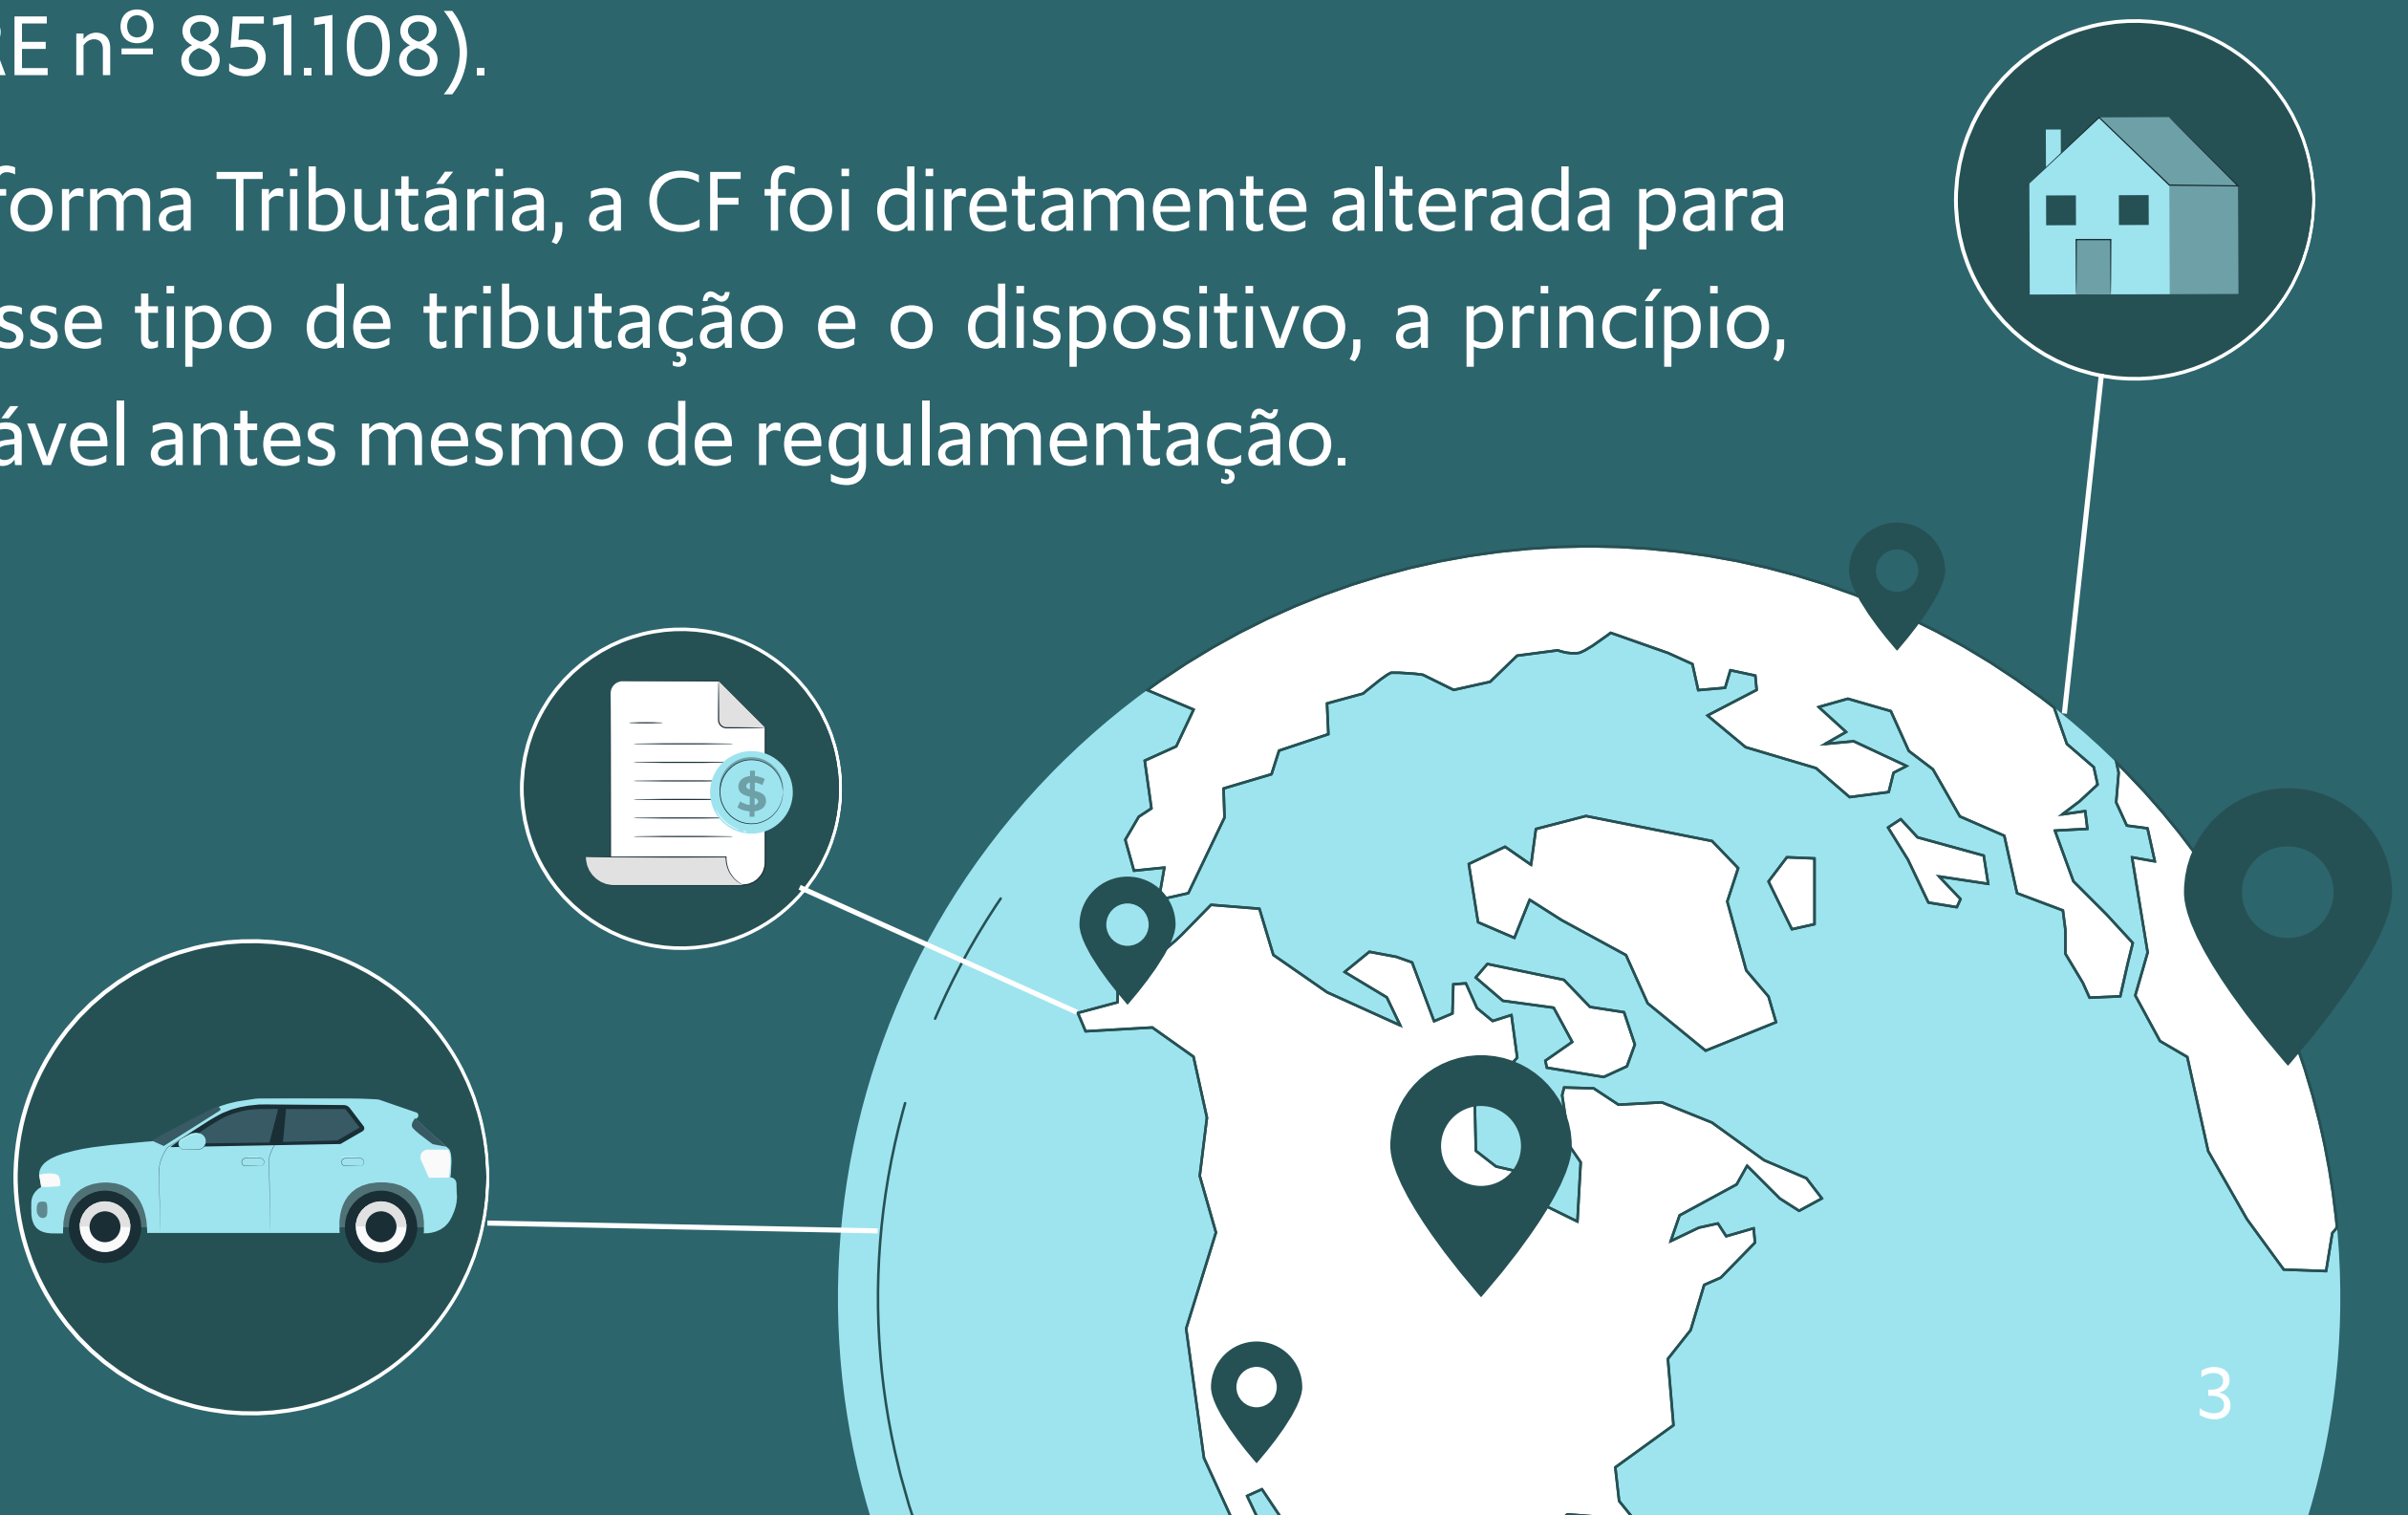 RE nº 851.108).
forma Tributária, a CF foi diretamente alterada para
sse tipo de tributação e o dispositivo, a princípio,
ável antes mesmo de regulamentação.
$
3